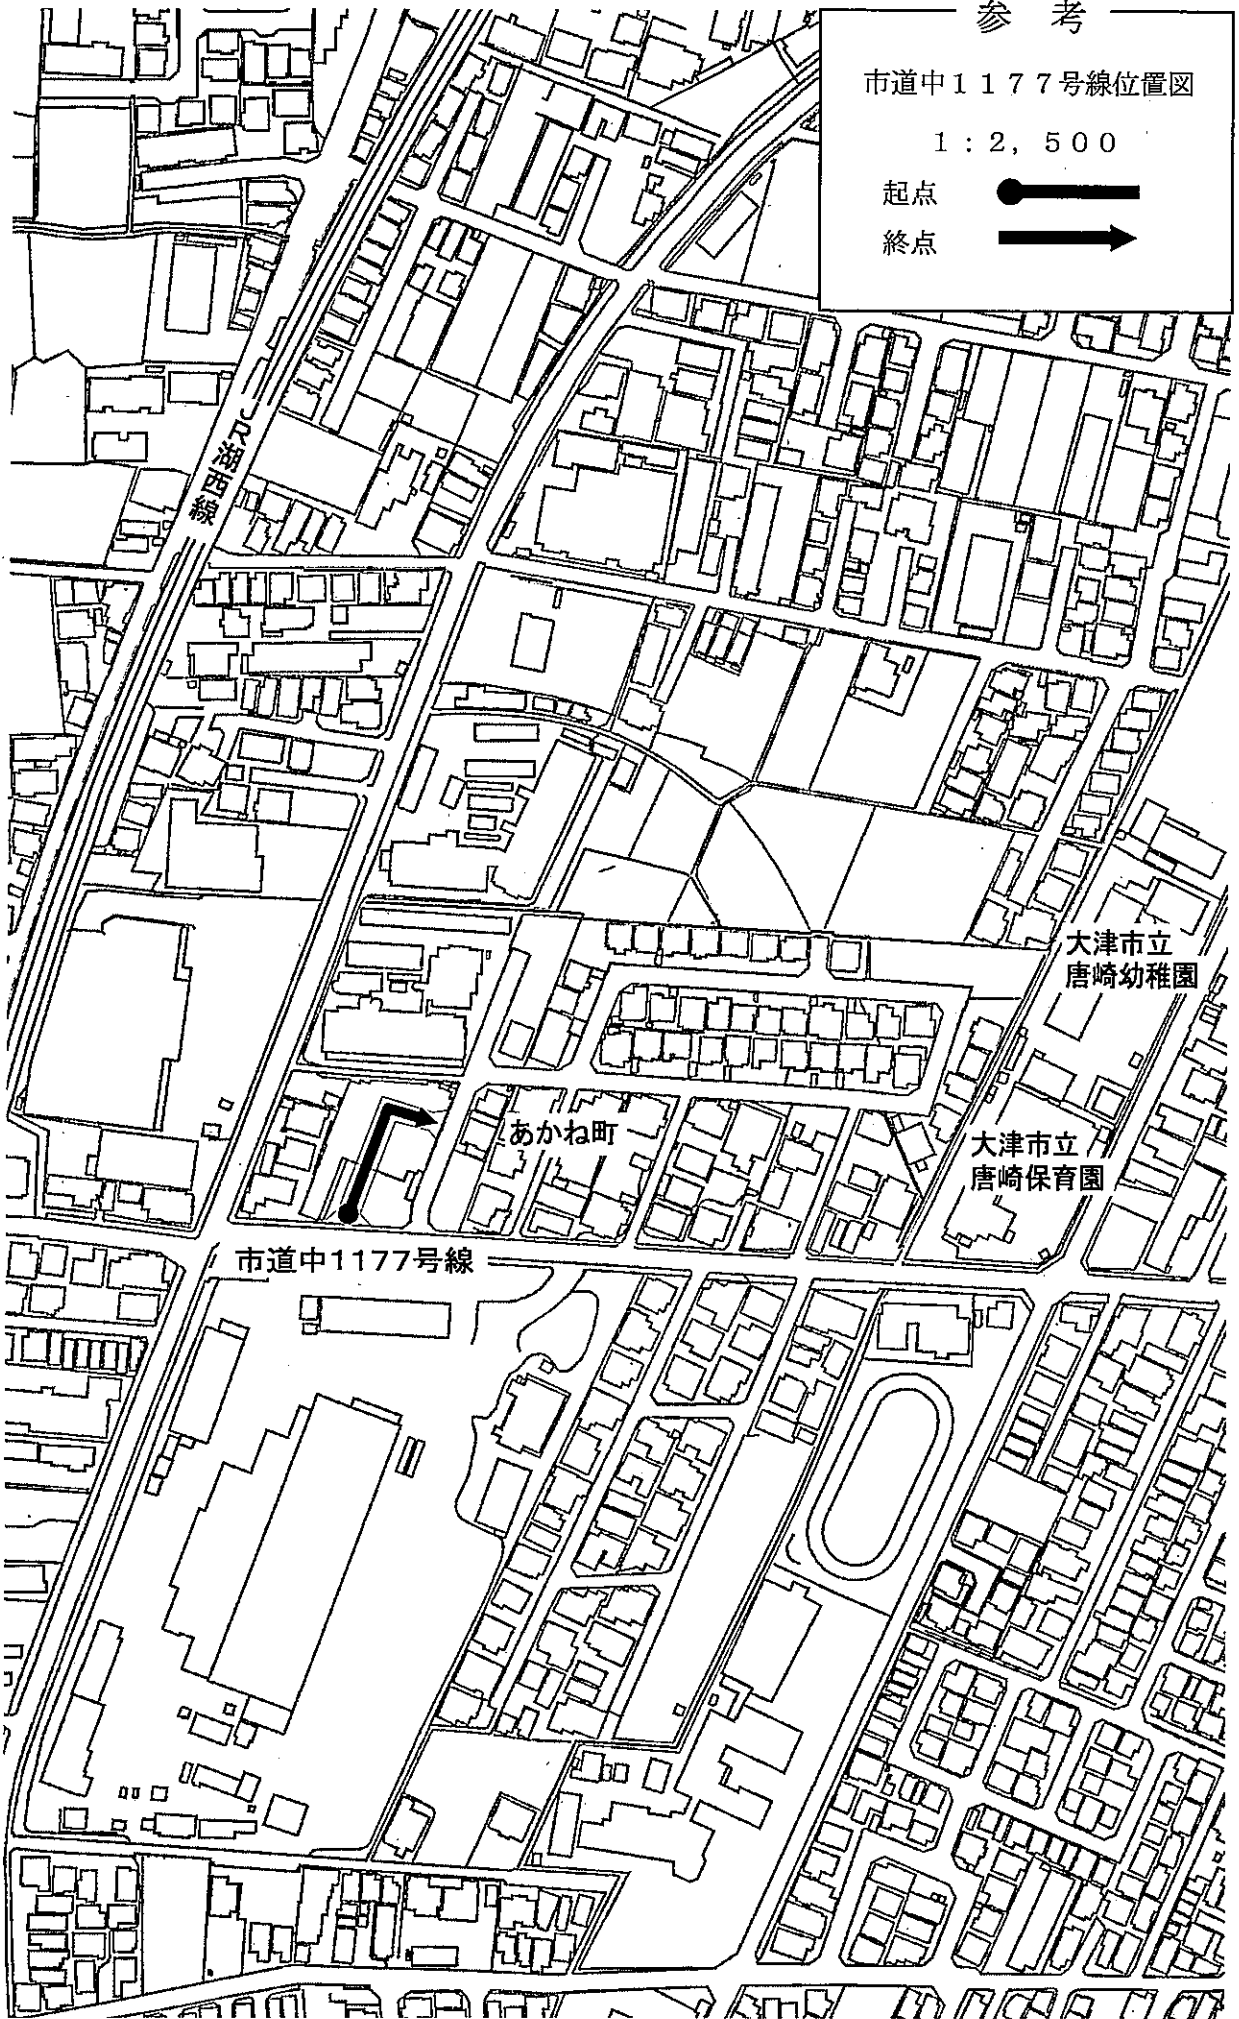 参考
市道中1177号線位置図
1:2,500
起点
終点
JR湖西線
大津市立
唐崎幼稚園
あかね町
大津市立
唐崎保育園
市道中1177号線